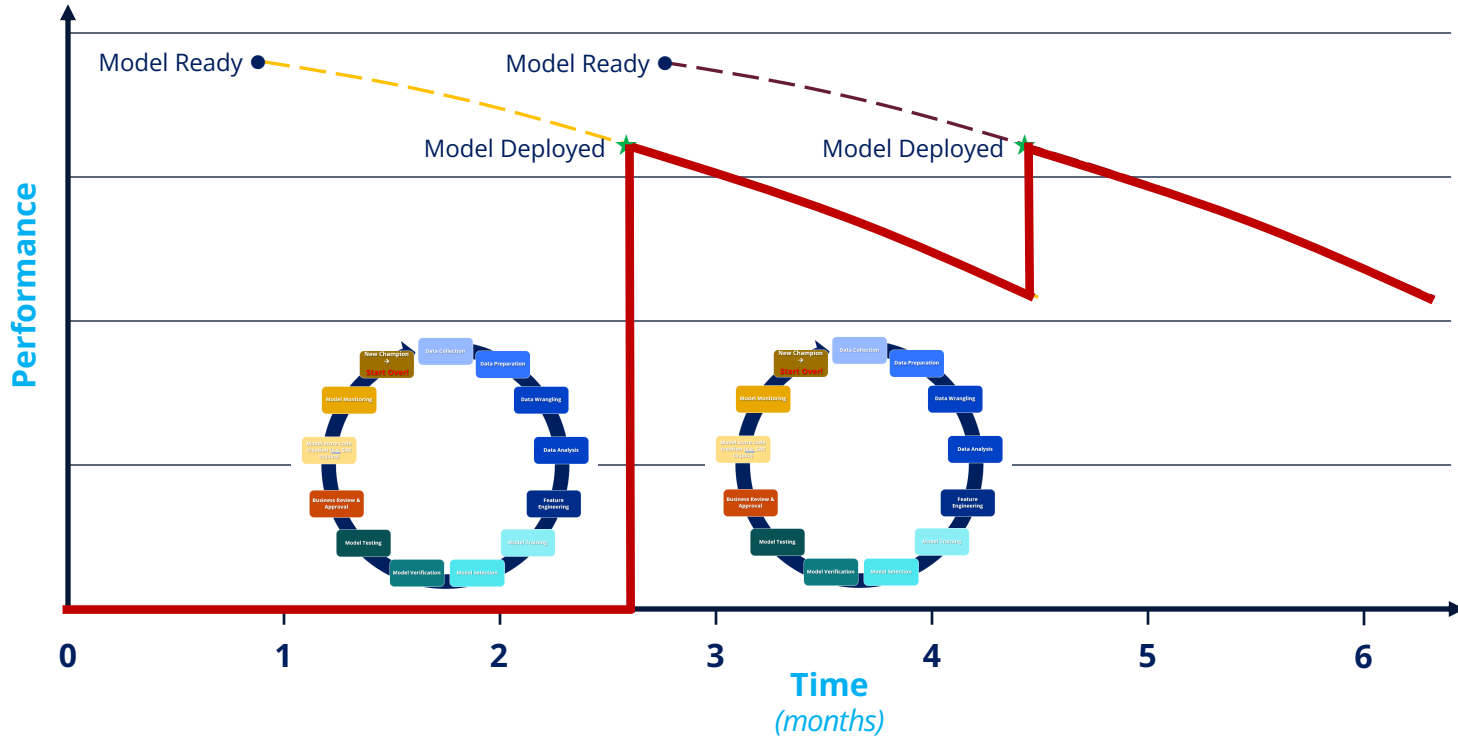 Model Ready
Model Ready
Model Deployed
Model Deployed
Performance
New Champion
→
Start Over!
Data Collection
Data Preparation
Data Wrangling
Data Analysis
Feature
Engineering
Model Training
Model Selection
Model Verification
Model Testing
Business Review &
Approval
Model Monitoring
New Champion
→
Start Over!
Data Collection
Data Preparation
Data Wrangling
Data Analysis
Feature
Engineering
Model Training
Model Selection
Model Verification
Model Testing
Business Review &
Approval
Model Monitoring
0
1
2
3
4
5
6
Time
(months)